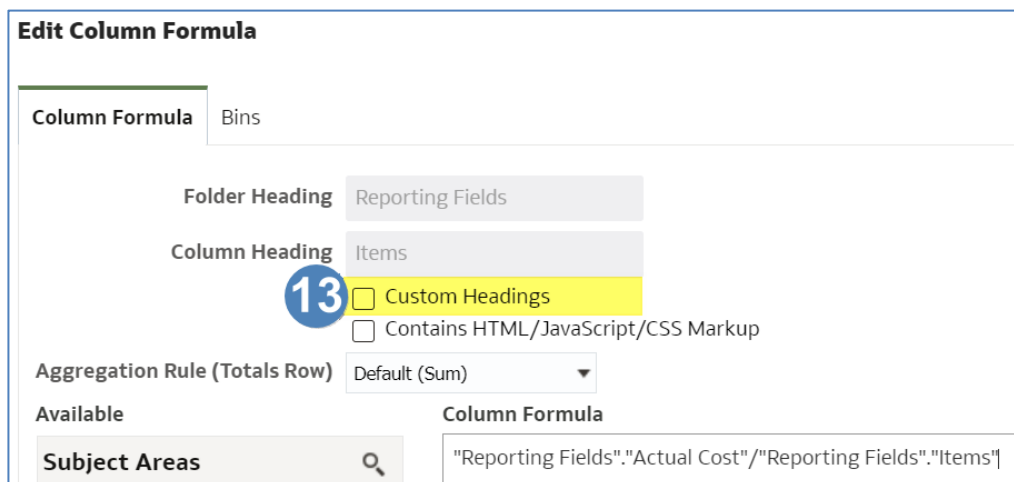 Edit Column Formula
Column Formula Bins
Folder Heading Reporting Fields
Column Heading Items
13 Custom Headings
Contains HTML/JavaScript/CSS Markup
Aggregation Rule (Totals Row) Default (Sum)
Available Column Formula
Subject Areas "Reporting Fields"."Actual Cost"/"Reporting Fields"."Items"